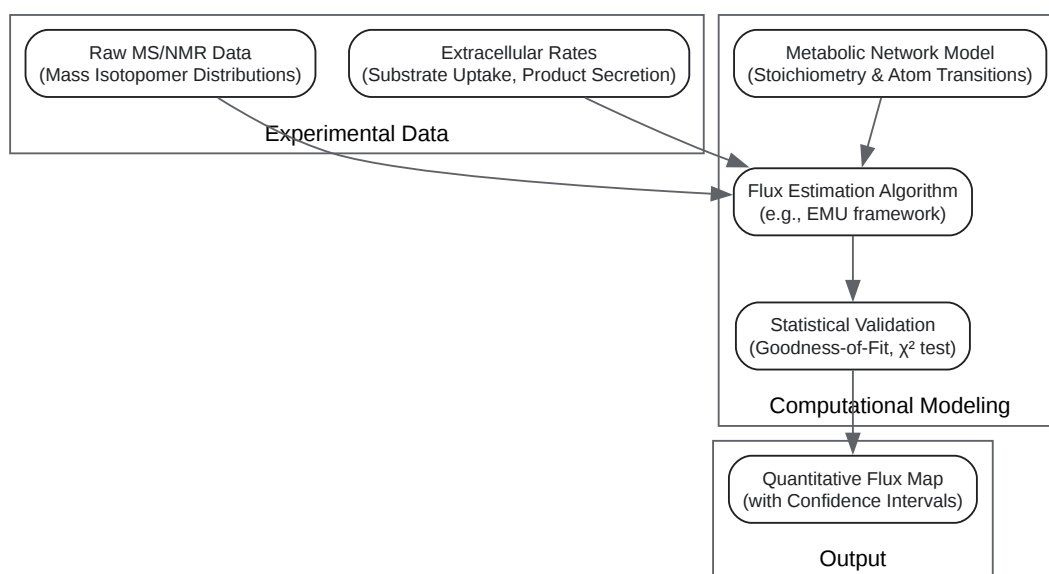 Raw MS/NMR Data
(Mass Isotopomer Distributions)
Extracellular Rates
(Substrate Uptake, Product Secretion)
Experimental Data
Metabolic Network Model
(Stoichiometry & Atom Transitions)
Flux Estimation Algorithm
(e.g., EMU framework)
Statistical Validation
(Goodness-of-Fit, χ² test)
Computational Modeling
Quantitative Flux Map
(with Confidence Intervals)
Output